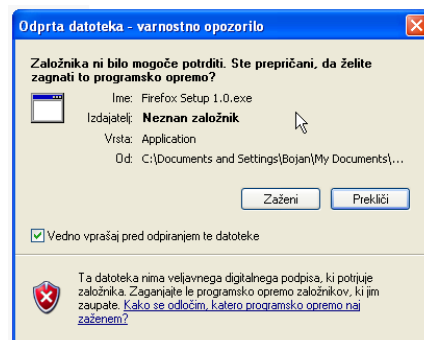 Odprta datoteka - varnostno opozorilo
Založnika ni bilo mogoče potrditi. Ste prepričani, da želite
zagnati to programsko opremo?
Ime: Firefox Setup 1.0.exe
Izdajatelj: Neznan založnik
Vrsta: Application
Od: C:\Documents and Settings\Bojan\My Documents\...
Zaženi Prekliči
Vedno vprašaj pred odpiranjem te datoteke
Ta datoteka nima veljavnega digitalnega podpisa, ki potrjuje
založnika. Zaganjajte le programsko opremo založnikov, ki jim
zaupate. Kako se odločim, katero programsko opremo naj
zaženem?